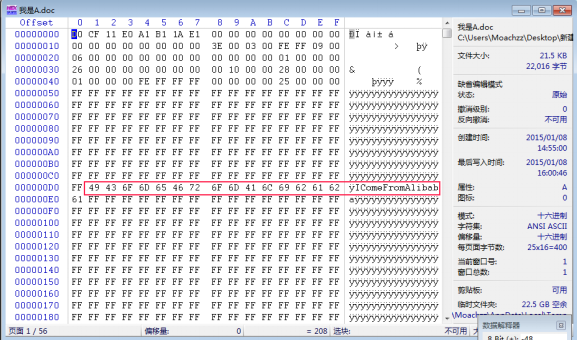 我是A.doc
Offset 0 1 2 3 4 5 6 7 8 9 A B C D E F
00000000 D0 CF 11 E0 A1 B1 1A E1 00 00 00 00 00 00 00 00 ÐÏ à¡± á
00000010 00 00 00 00 00 00 00 00 3E 00 03 00 FE FF 09 00 > þÿ
00000020 06 00 00 00 00 00 00 00 00 00 00 00 01 00 00 00
00000030 26 00 00 00 00 00 00 00 00 10 00 00 28 00 00 00 & (
00000040 01 00 00 00 FE FF FF FF 00 00 00 00 25 00 00 00 þÿÿÿ %
00000050 FF FF FF FF FF FF FF FF FF FF FF FF FF FF FF FF ÿÿÿÿÿÿÿÿÿÿÿÿÿÿÿÿ
00000060 FF FF FF FF FF FF FF FF FF FF FF FF FF FF FF FF ÿÿÿÿÿÿÿÿÿÿÿÿÿÿÿÿ
00000070 FF FF FF FF FF FF FF FF FF FF FF FF FF FF FF FF ÿÿÿÿÿÿÿÿÿÿÿÿÿÿÿÿ
00000080 FF FF FF FF FF FF FF FF FF FF FF FF FF FF FF FF ÿÿÿÿÿÿÿÿÿÿÿÿÿÿÿÿ
00000090 FF FF FF FF FF FF FF FF FF FF FF FF FF FF FF FF ÿÿÿÿÿÿÿÿÿÿÿÿÿÿÿÿ
000000A0 FF FF FF FF FF FF FF FF FF FF FF FF FF FF FF FF ÿÿÿÿÿÿÿÿÿÿÿÿÿÿÿÿ
000000B0 FF FF FF FF FF FF FF FF FF FF FF FF FF FF FF FF ÿÿÿÿÿÿÿÿÿÿÿÿÿÿÿÿ
000000C0 FF FF FF FF FF FF FF FF FF FF FF FF FF FF FF FF ÿÿÿÿÿÿÿÿÿÿÿÿÿÿÿÿ
000000D0 FF 49 43 6F 6D 65 46 72 6F 6D 41 6C 69 62 61 62 ÿIComeFromAlibab
000000E0 61 FF FF FF FF FF FF FF FF FF FF FF FF FF FF FF aÿÿÿÿÿÿÿÿÿÿÿÿÿÿÿ
000000F0 FF FF FF FF FF FF FF FF FF FF FF FF FF FF FF FF ÿÿÿÿÿÿÿÿÿÿÿÿÿÿÿÿ
00000100 FF FF FF FF FF FF FF FF FF FF FF FF FF FF FF FF ÿÿÿÿÿÿÿÿÿÿÿÿÿÿÿÿ
00000110 FF FF FF FF FF FF FF FF FF FF FF FF FF FF FF FF ÿÿÿÿÿÿÿÿÿÿÿÿÿÿÿÿ
00000120 FF FF FF FF FF FF FF FF FF FF FF FF FF FF FF FF ÿÿÿÿÿÿÿÿÿÿÿÿÿÿÿÿ
00000130 FF FF FF FF FF FF FF FF FF FF FF FF FF FF FF FF ÿÿÿÿÿÿÿÿÿÿÿÿÿÿÿÿ
00000140 FF FF FF FF FF FF FF FF FF FF FF FF FF FF FF FF ÿÿÿÿÿÿÿÿÿÿÿÿÿÿÿÿ
00000150 FF FF FF FF FF FF FF FF FF FF FF FF FF FF FF FF ÿÿÿÿÿÿÿÿÿÿÿÿÿÿÿÿ
00000160 FF FF FF FF FF FF FF FF FF FF FF FF FF FF FF FF ÿÿÿÿÿÿÿÿÿÿÿÿÿÿÿÿ
00000170 FF FF FF FF FF FF FF FF FF FF FF FF FF FF FF FF ÿÿÿÿÿÿÿÿÿÿÿÿÿÿÿÿ
00000180 FF FF FF FF FF FF FF FF FF FF FF FF FF FF FF FF ÿÿÿÿÿÿÿÿÿÿÿÿÿÿÿÿ
页面 1 / 56 偏移量: 0 = 208 选块: 不可用
我是A.doc
C:\Users\Moachzz\Desktop\新建
文件大小: 21.5 KB
22,016 字节
缺省编辑模式
状态: 原始
撤消级别: 0
反向撤消: 不可用
创建时间: 2015/01/08
14:55:00
最后写入时间: 2015/01/08
16:00:46
属性: A
图标: 0
模式: 十六进制
字符集: ANSI ASCII
偏移量: 十六进制
每页面字节数: 25x16=400
当前窗口号: 1
窗口总数: 1
剪贴板: 可用
临时文件夹: 22.5 GB 空余
数据解释器
8 Bit (±): -48